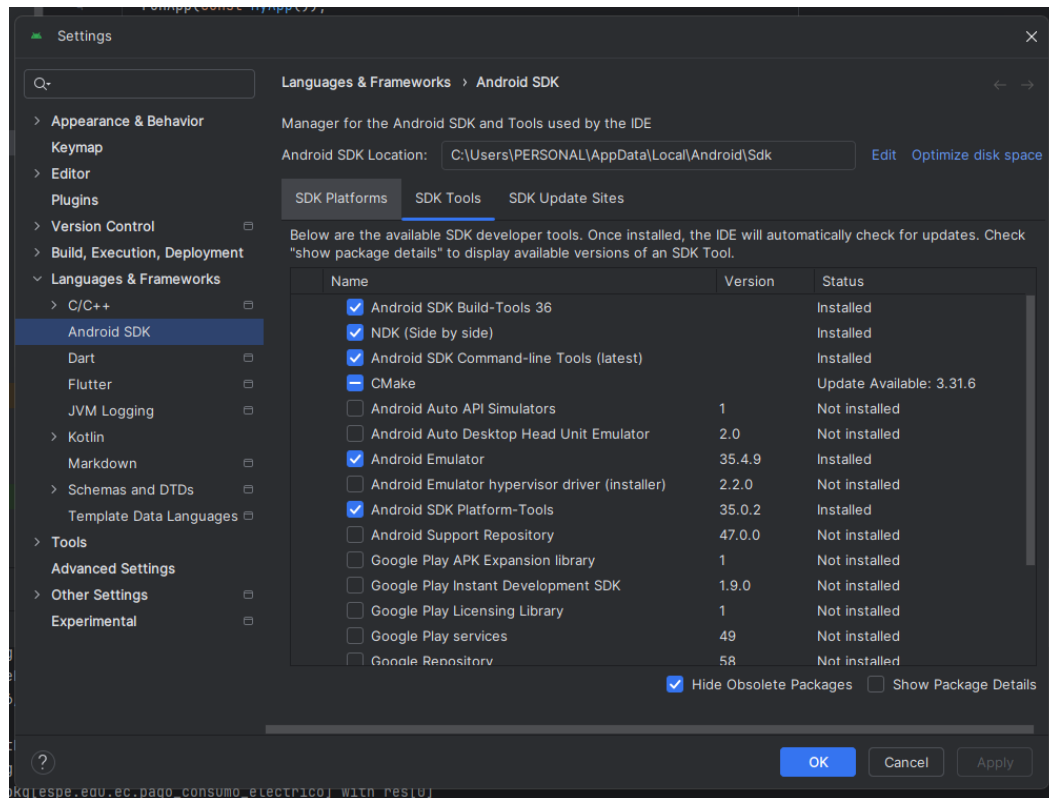 runApp(const MyApp());
Settings
Languages & Frameworks › Android SDK
Manager for the Android SDK and Tools used by the IDE
Android SDK Location: C:\Users\PERSONAL\AppData\Local\Android\Sdk Edit Optimize disk space
Appearance & Behavior
Keymap
Editor
Plugins
Version Control
Build, Execution, Deployment
Languages & Frameworks
C/C++
Android SDK
Dart
Flutter
JVM Logging
Kotlin
Markdown
Schemas and DTDs
Template Data Languages
Tools
Advanced Settings
Other Settings
Experimental
SDK Platforms SDK Tools SDK Update Sites
Below are the available SDK developer tools. Once installed, the IDE will automatically check for updates. Check
"show package details" to display available versions of an SDK Tool.
Name Version Status
Android SDK Build-Tools 36 Installed
NDK (Side by side) Installed
Android SDK Command-line Tools (latest) Installed
CMake Update Available: 3.31.6
Android Auto API Simulators 1 Not installed
Android Auto Desktop Head Unit Emulator 2.0 Not installed
Android Emulator 35.4.9 Installed
Android Emulator hypervisor driver (installer) 2.2.0 Not installed
Android SDK Platform-Tools 35.0.2 Installed
Android Support Repository 47.0.0 Not installed
Google Play APK Expansion library 1 Not installed
Google Play Instant Development SDK 1.9.0 Not installed
Google Play Licensing Library 1 Not installed
Google Play services 49 Not installed
Google Repository 58 Not installed
Hide Obsolete Packages Show Package Details
? OK Cancel Apply
pkg[espe.edu.ec.pago_consumo_electrico] with res[0]